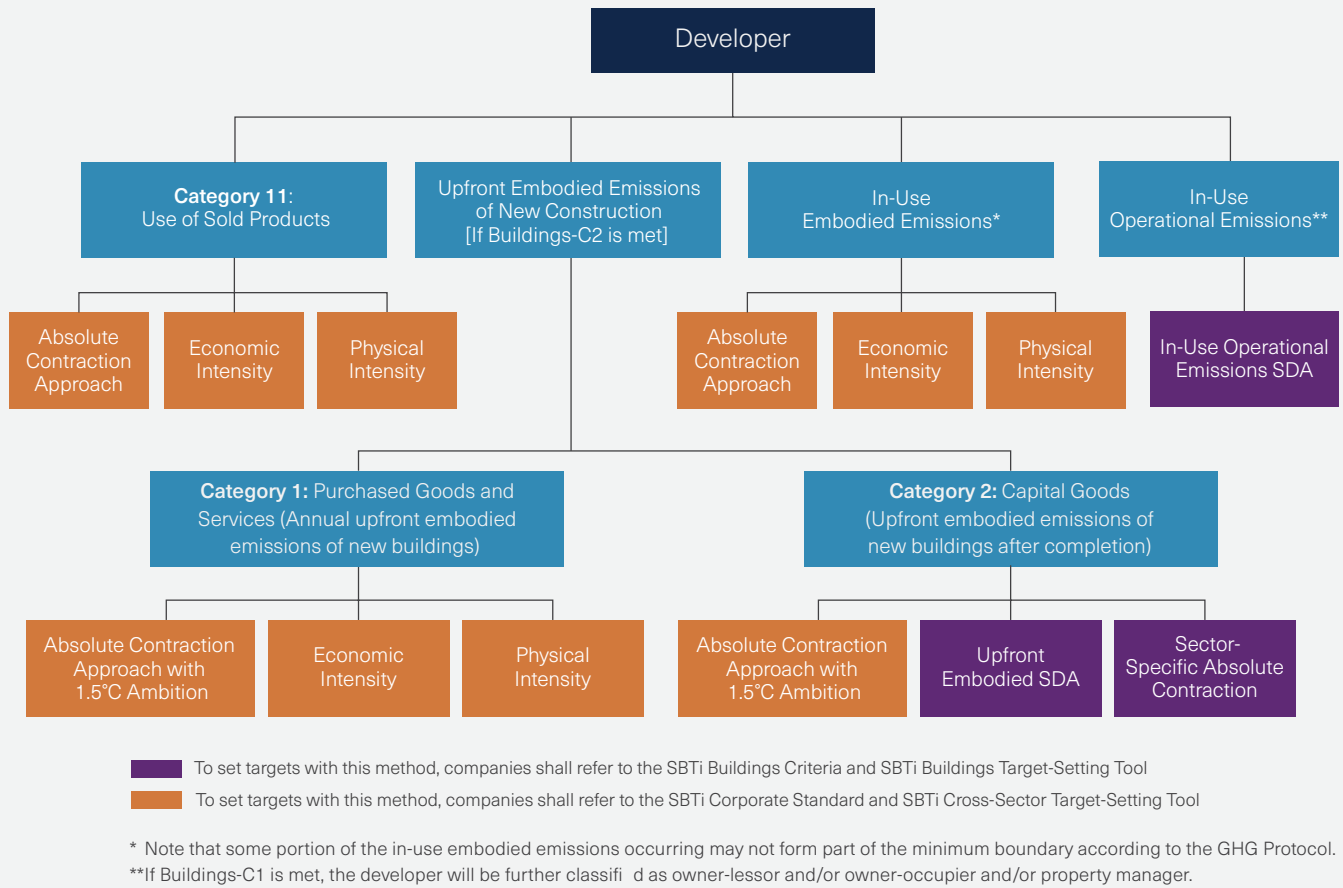 Developer
Category 11:
Use of Sold Products
Upfront Embodied Emissions
of New Construction
[If Buildings-C2 is met]
In-Use
Embodied Emissions*
In-Use
Operational Emissions**
Absolute
Contraction
Approach
Economic
Intensity
Physical
Intensity
Absolute
Contraction
Approach
Economic
Intensity
Physical
Intensity
In-Use Operational
Emissions SDA
Category 1: Purchased Goods and
Services (Annual upfront embodied
emissions of new buildings)
Category 2: Capital Goods
(Upfront embodied emissions of
new buildings after completion)
Absolute Contraction
Approach with
1.5°C Ambition
Economic
Intensity
Physical
Intensity
Absolute Contraction
Approach with
1.5°C Ambition
Upfront
Embodied SDA
Sector-
Specific Absolute
Contraction
To set targets with this method, companies shall refer to the SBTi Buildings Criteria and SBTi Buildings Target-Setting Tool
To set targets with this method, companies shall refer to the SBTi Corporate Standard and SBTi Cross-Sector Target-Setting Tool
* Note that some portion of the in-use embodied emissions occurring may not form part of the minimum boundary according to the GHG Protocol.
**If Buildings-C1 is met, the developer will be further classifi d as owner-lessor and/or owner-occupier and/or property manager.